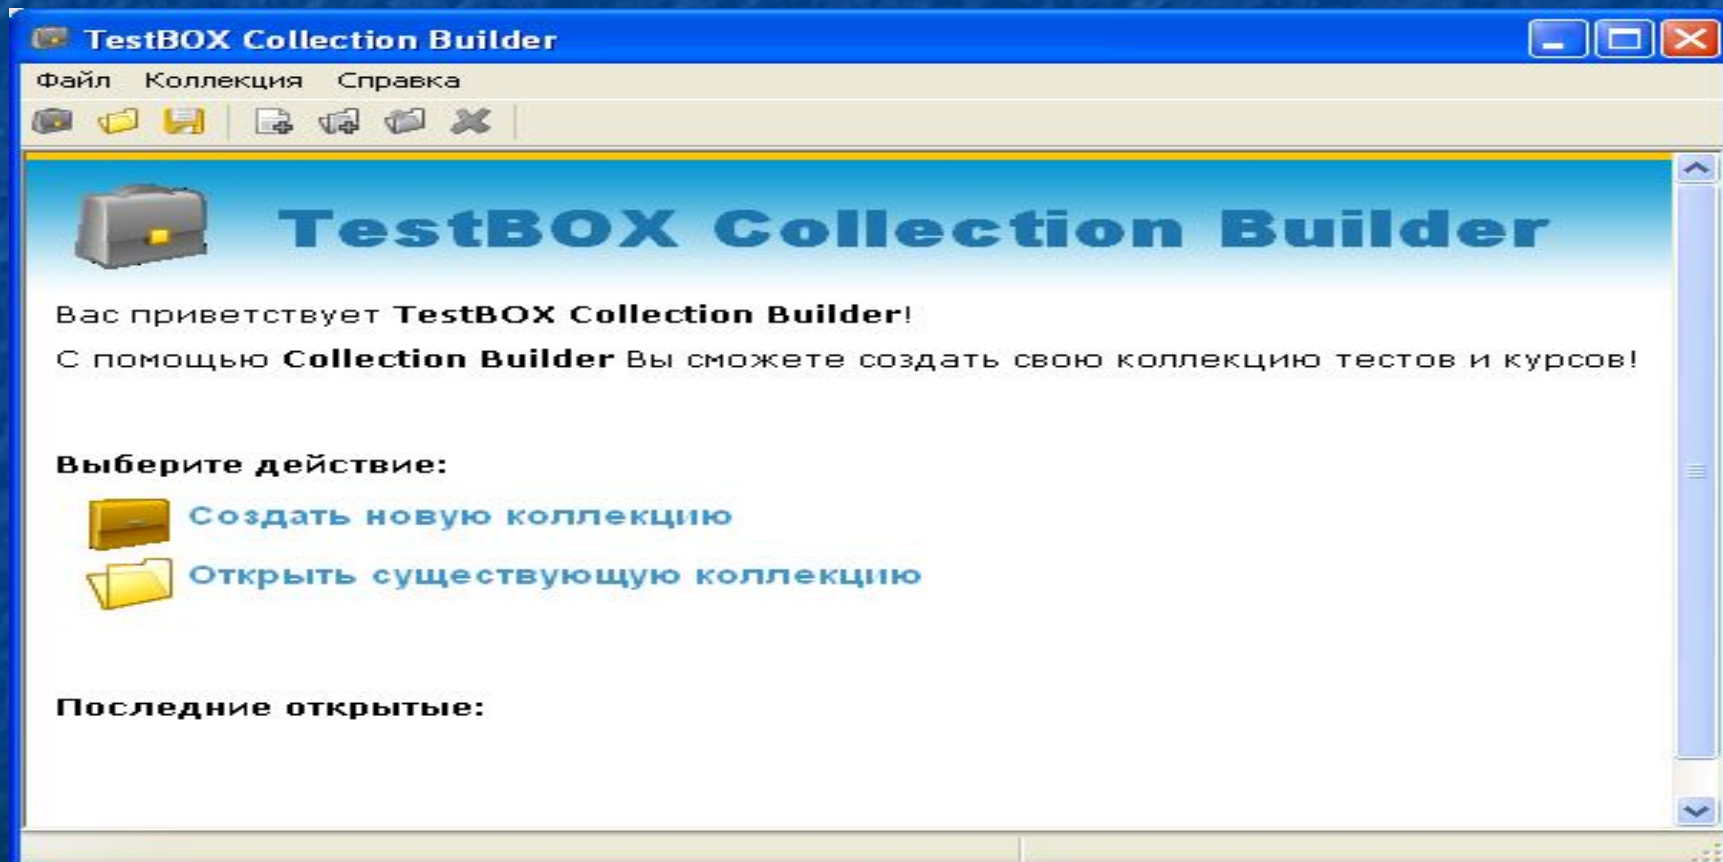 TestBOX Collection Builder
Файл Коллекция Справка
TestBOX Collection Builder
Вас приветствует TestBOX Collection Builder!
С помощью Collection Builder Вы сможете создать свою коллекцию тестов и курсов!
Выберите действие:
Создать новую коллекцию
Открыть существующую коллекцию
Последние открытые: